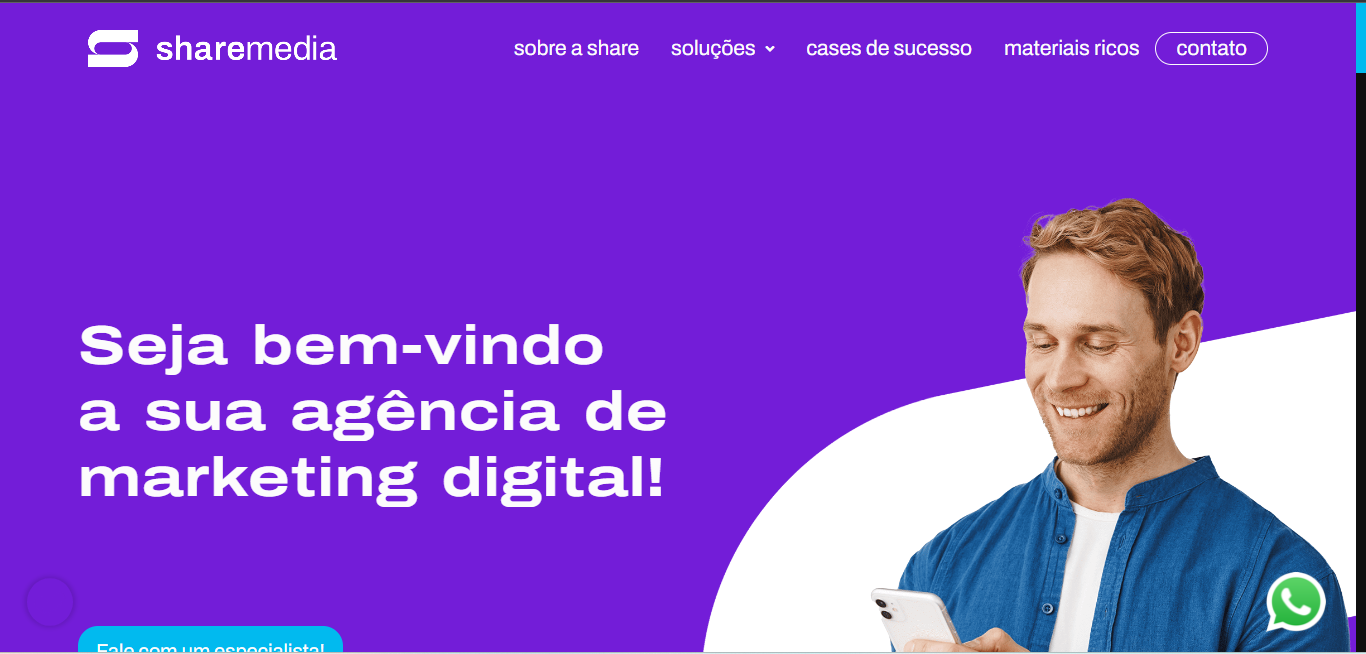 sharemedia
sobre a share
soluções
cases de sucesso
materiais ricos
contato
Seja bem-vindo
a sua agência de
marketing digital!
Fale com um especialista!